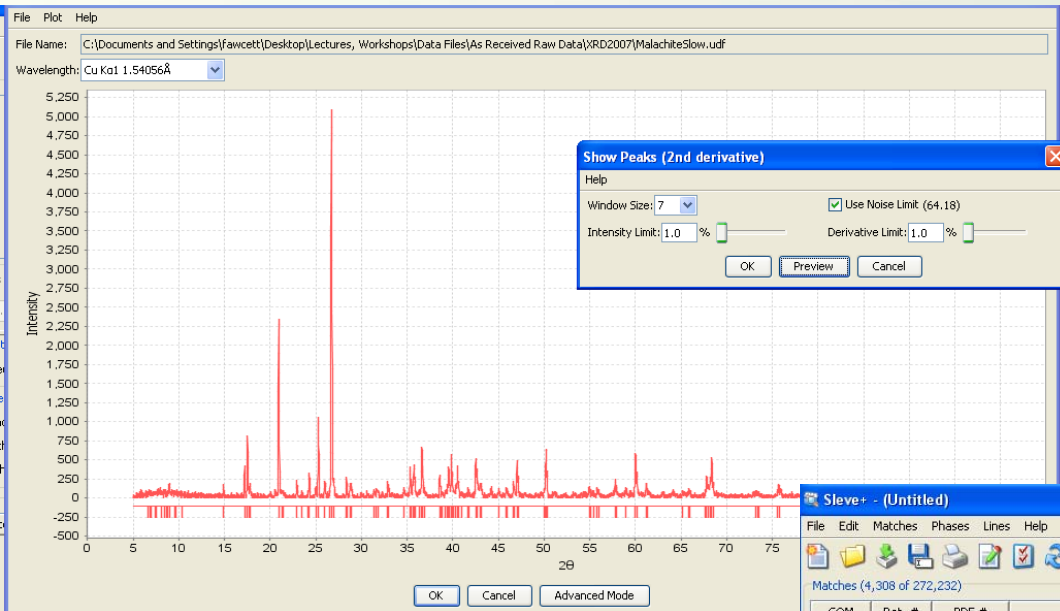 File Plot Help
File Name: C:\Documents and Settings\fawcett\Desktop\Lectures, Workshops\Data Files\As Received Raw Data\XRD2007\MalachiteSlow.udf
Wavelength: Cu Ka1 1.54056Å
5,250
5,000
4,750
4,500
4,250
4,000
3,750
3,500
3,250
3,000
2,750
2,500
2,250
2,000
1,750
1,500
1,250
1,000
750
500
250
0
-250
-500
Intensity
0 5 10 15 20 25 30 35 40 45 50 55 60 65 70 75
2θ
OK Cancel Advanced Mode
Show Peaks (2nd derivative)
Help
Window Size: 7 Use Noise Limit (64.18)
Intensity Limit: 1.0 % Derivative Limit: 1.0 %
OK Preview Cancel
SIeve+ - (Untitled)
File Edit Matches Phases Lines Help
Matches (4,308 of 272,232)